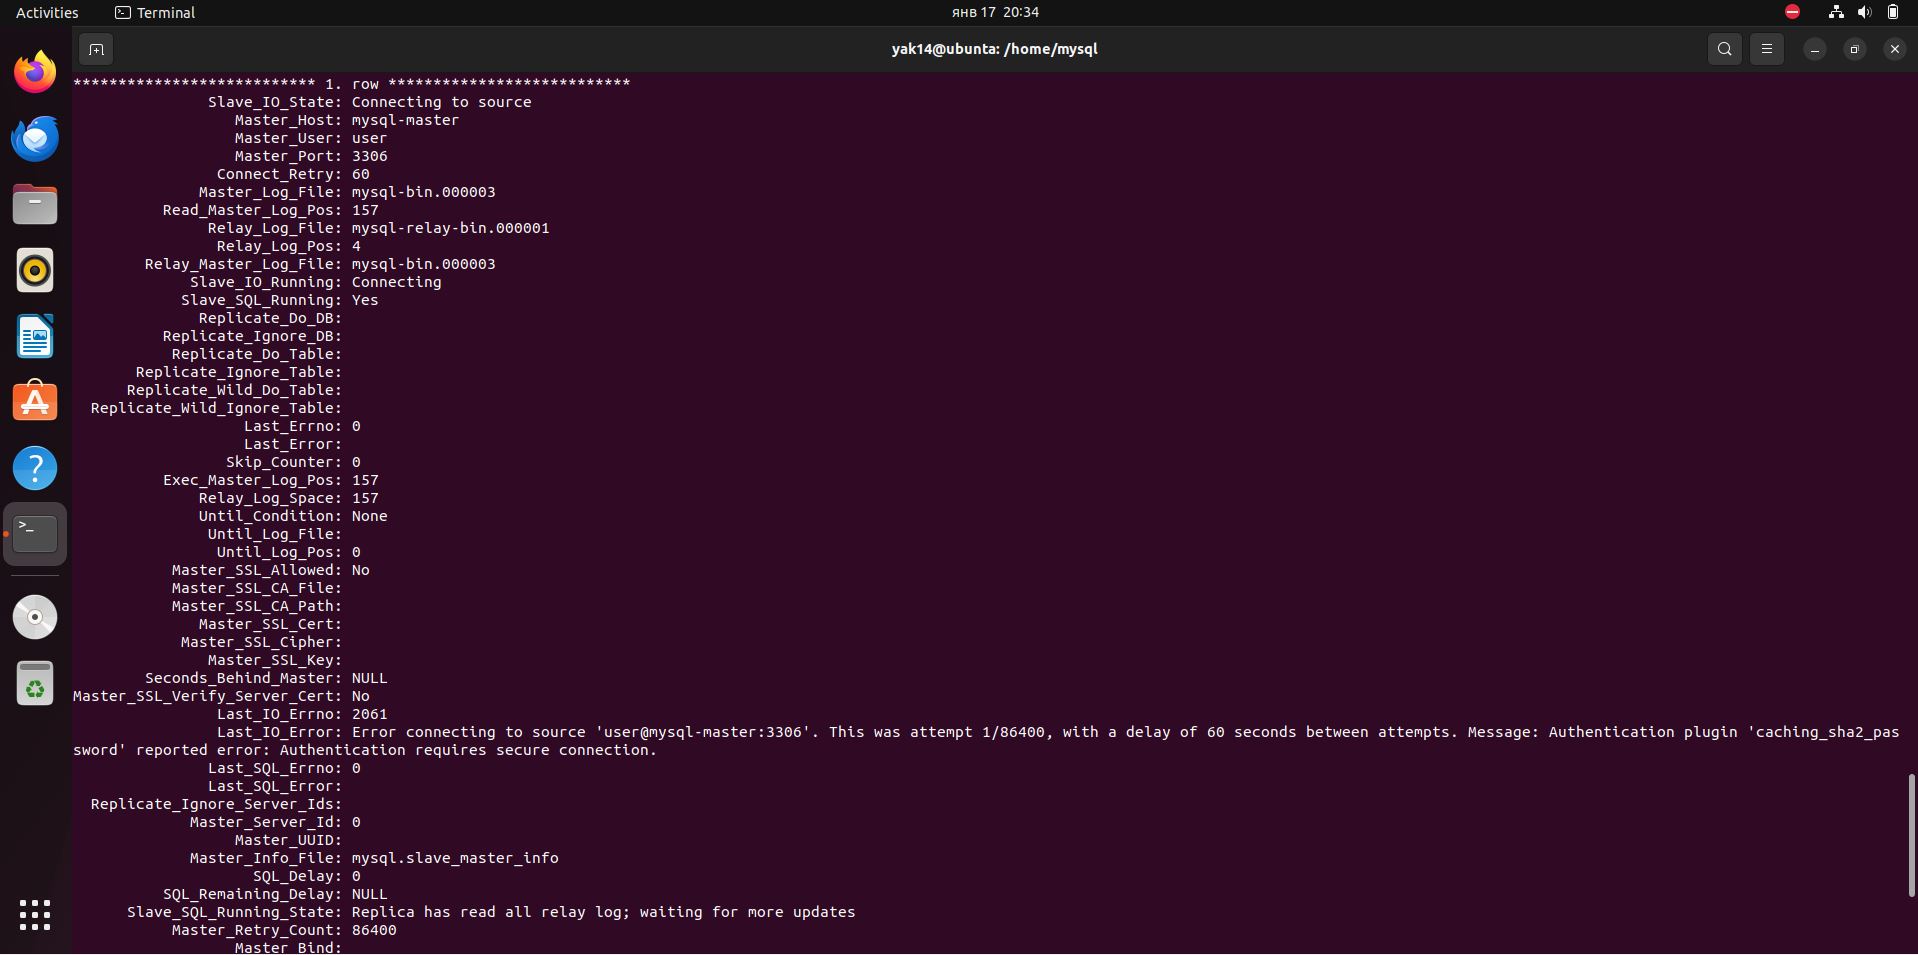 Activities
Terminal
янв 17 20:34
yak14@ubuntu: /home/mysql
*************************** 1. row ***************************
Slave_IO_State: Connecting to source
Master_Host: mysql-master
Master_User: user
Master_Port: 3306
Connect_Retry: 60
Master_Log_File: mysql-bin.000003
Read_Master_Log_Pos: 157
Relay_Log_File: mysql-relay-bin.000001
Relay_Log_Pos: 4
Relay_Master_Log_File: mysql-bin.000003
Slave_IO_Running: Connecting
Slave_SQL_Running: Yes
Replicate_Do_DB:
Replicate_Ignore_DB:
Replicate_Do_Table:
Replicate_Ignore_Table:
Replicate_Wild_Do_Table:
Replicate_Wild_Ignore_Table:
Last_Errno: 0
Last_Error:
Skip_Counter: 0
Exec_Master_Log_Pos: 157
Relay_Log_Space: 157
Until_Condition: None
Until_Log_File:
Until_Log_Pos: 0
Master_SSL_Allowed: No
Master_SSL_CA_File:
Master_SSL_CA_Path:
Master_SSL_Cert:
Master_SSL_Cipher:
Master_SSL_Key:
Seconds_Behind_Master: NULL
Master_SSL_Verify_Server_Cert: No
Last_IO_Errno: 2061
Last_IO_Error: Error connecting to source 'user@mysql-master:3306'. This was attempt 1/86400, with a delay of 60 seconds between attempts. Message: Authentication plugin 'caching_sha2_pas
sword' reported error: Authentication requires secure connection.
Last_SQL_Errno: 0
Last_SQL_Error:
Replicate_Ignore_Server_Ids:
Master_Server_Id: 0
Master_UUID:
Master_Info_File: mysql.slave_master_info
SQL_Delay: 0
SQL_Remaining_Delay: NULL
Slave_SQL_Running_State: Replica has read all relay log; waiting for more updates
Master_Retry_Count: 86400
Master_Bind: